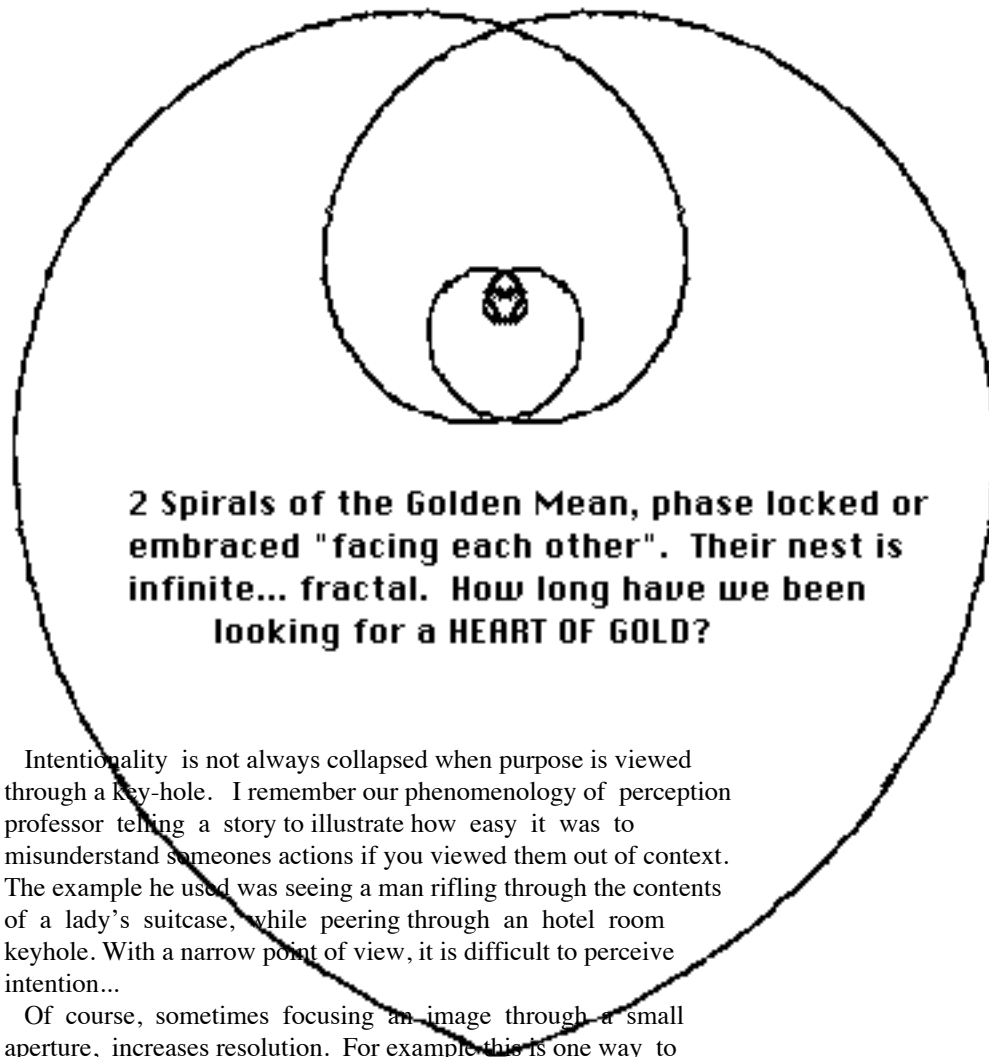 2 Spirals of the Golden Mean, phase locked or
embraced "facing each other". Their nest is
infinite... fractal. How long have we been
looking for a HEART OF GOLD?
Intentionality is not always collapsed when purpose is viewed
through a key-hole. I remember our phenomenology of perception
professor telling a story to illustrate how easy it was to
misunderstand someones actions if you viewed them out of context.
The example he used was seeing a man rifling through the contents
of a lady's suitcase, while peering through an hotel room
keyhole. With a narrow point of view, it is difficult to perceive
intention...
Of course, sometimes focusing an image through a small
aperture, increases resolution. For example this is one way to